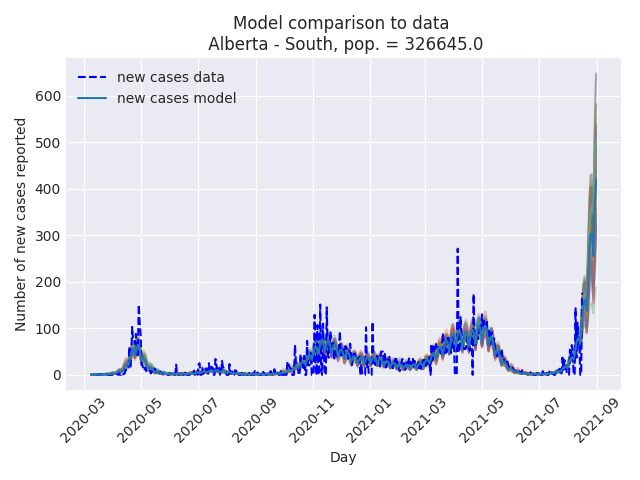 Model comparison to data
Alberta - South, pop. = 326645.0
new cases data
new cases model
Number of new cases reported
600
500
400
300
200
100
0
2020-03
2020-05
2020-07
2020-09
2020-11
2021-01
2021-03
2021-05
2021-07
2021-09
Day